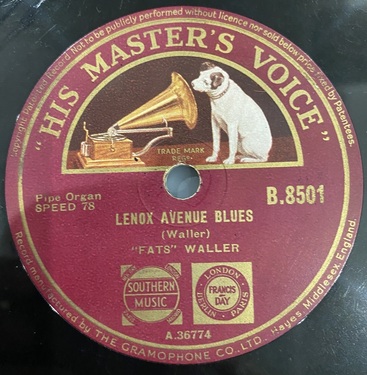 Copyright. Patented Record. Not to be publicly performed without licence nor sold below price fixed by Patentees.
"HIS MASTER'S VOICE"
TRADE MARK
REGD.
Pipe Organ
SPEED 78
B.8501
LENOX AVENUE BLUES
(Waller)
"FATS" WALLER
SOUTHERN
MUSIC
LONDON
FRANCIS
DAY
BERLIN
PARIS
A.36774
Record manufactured by THE GRAMOPHONE CO. LTD. Hayes, Middlesex, England.